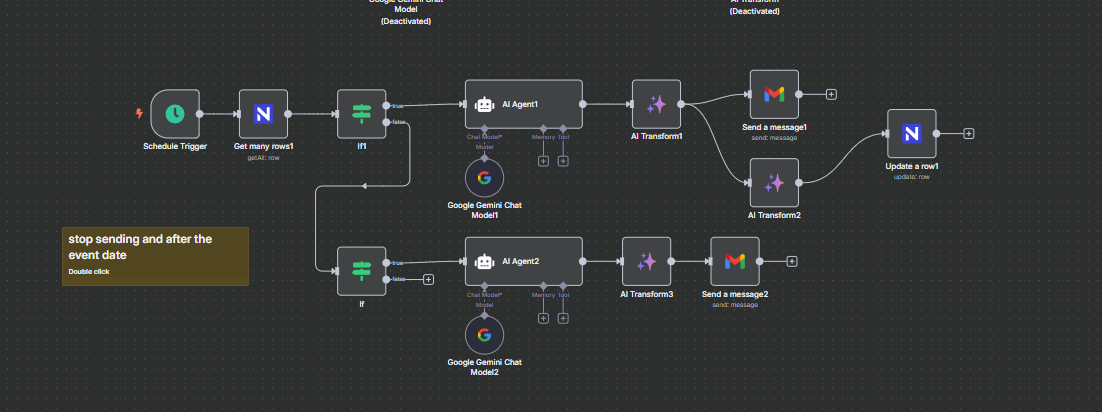 Google Gemini Chat
Model
(Deactivated)
AI Transform
(Deactivated)
Schedule Trigger
N
Get many rows1
getAll: row
If1
true
false
AI Agent1
Chat Model*
Model
Memory
Tool
G
Google Gemini Chat
Model1
AI Transform1
Send a message1
send: message
AI Transform2
N
Update a row1
update: row
stop sending and after the
event date
Double click
If
true
false
AI Agent2
Chat Model*
Model
Memory
Tool
G
Google Gemini Chat
Model2
AI Transform3
Send a message2
send: message